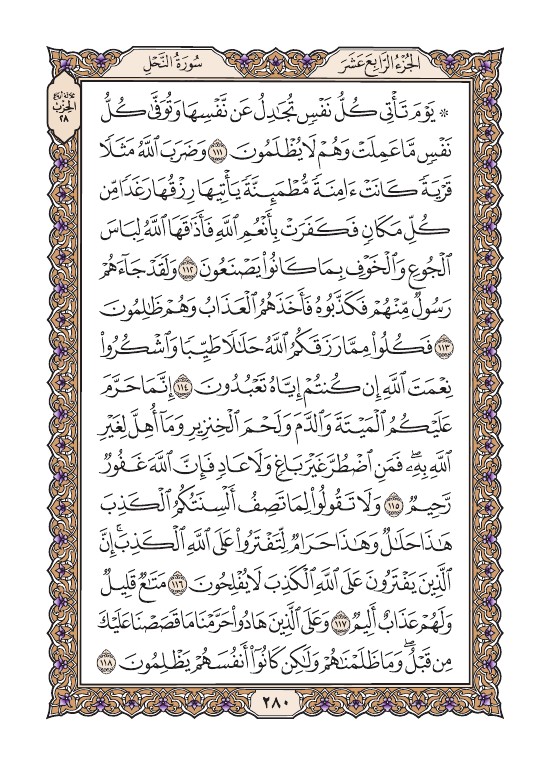 الجُزْءُ الرَّابِعَ عَشَرَ
سُورَةُ النَّحْلِ
الحِزْبِ
٢٨
۞ يَوْمَ تَأْتِي كُلُّ نَفْسٖ تُجَٰدِلُ عَن نَّفْسِهَا وَتُوَفَّىٰ كُلُّ
نَفْسٖ مَّا عَمِلَتْ وَهُمْ لَا يُظْلَمُونَ ١١١ وَضَرَبَ ٱللَّهُ مَثَلٗا
قَرْيَةٗ كَانَتْ ءَامِنَةٗ مُّطْمَئِنَّةٗ يَأْتِيهَا رِزْقُهَا رَغَدٗا مِّن
كُلِّ مَكَانٖ فَكَفَرَتْ بِأَنْعُمِ ٱللَّهِ فَأَذَٰقَهَا ٱللَّهُ لِبَاسَ
ٱلْجُوعِ وَٱلْخَوْفِ بِمَا كَانُوا۟ يَصْنَعُونَ ١١٢ وَلَقَدْ جَآءَهُمْ
رَسُولٞ مِّنْهُمْ فَكَذَّبُوهُ فَأَخَذَهُمُ ٱلْعَذَابُ وَهُمْ ظَٰلِمُونَ
١١٣ فَكُلُوا۟ مِمَّا رَزَقَكُمُ ٱللَّهُ حَلَٰلٗا طَيِّبٗا وَٱشْكُرُوا۟
نِعْمَتَ ٱللَّهِ إِن كُنتُمْ إِيَّاهُ تَعْبُدُونَ ١١٤ إِنَّمَا حَرَّمَ
عَلَيْكُمُ ٱلْمَيْتَةَ وَٱلدَّمَ وَلَحْمَ ٱلْخِنزِيرِ وَمَآ أُهِلَّ لِغَيْرِ
ٱللَّهِ بِهِۦۖ فَمَنِ ٱضْطُرَّ غَيْرَ بَاغٖ وَلَا عَادٖ فَإِنَّ ٱللَّهَ غَفُورٞ
رَّحِيمٞ ١١٥ وَلَا تَقُولُوا۟ لِمَا تَصِفُ أَلْسِنَتُكُمُ ٱلْكَذِبَ
هَٰذَا حَلَٰلٞ وَهَٰذَا حَرَامٞ لِّتَفْتَرُوا۟ عَلَى ٱللَّهِ ٱلْكَذِبَۚ إِنَّ
ٱلَّذِينَ يَفْتَرُونَ عَلَى ٱللَّهِ ٱلْكَذِبَ لَا يُفْلِحُونَ ١١٦ مَتَٰعٞ قَلِيلٞ
وَلَهُمْ عَذَابٌ أَلِيمٞ ١١٧ وَعَلَى ٱلَّذِينَ هَادُوا۟ حَرَّمْنَا مَا قَصَصْنَا عَلَيْكَ
مِن قَبْلُۖ وَمَا ظَلَمْنَٰهُمْ وَلَٰكِن كَانُوٓا۟ أَنفُسَهُمْ يَظْلِمُونَ ١١٨
٢٨٠